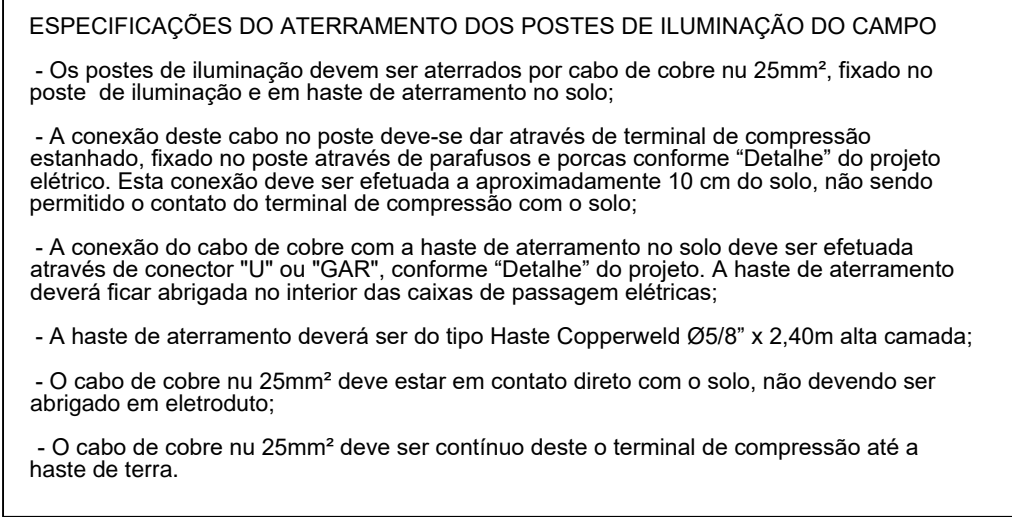 ESPECIFICAÇÕES DO ATERRAMENTO DOS POSTES DE ILUMINAÇÃO DO CAMPO
- Os postes de iluminação devem ser aterrados por cabo de cobre nu 25mm², fixado no
poste de iluminação e em haste de aterramento no solo;
- A conexão deste cabo no poste deve-se dar através de terminal de compressão
estanhado, fixado no poste através de parafusos e porcas conforme “Detalhe” do projeto
elétrico. Esta conexão deve ser efetuada a aproximadamente 10 cm do solo, não sendo
permitido o contato do terminal de compressão com o solo;
- A conexão do cabo de cobre com a haste de aterramento no solo deve ser efetuada
através de conector "U" ou "GAR", conforme “Detalhe” do projeto. A haste de aterramento
deverá ficar abrigada no interior das caixas de passagem elétricas;
- A haste de aterramento deverá ser do tipo Haste Copperweld Ø5/8” x 2,40m alta camada;
- O cabo de cobre nu 25mm² deve estar em contato direto com o solo, não devendo ser
abrigado em eletroduto;
- O cabo de cobre nu 25mm² deve ser contínuo deste o terminal de compressão até a
haste de terra.